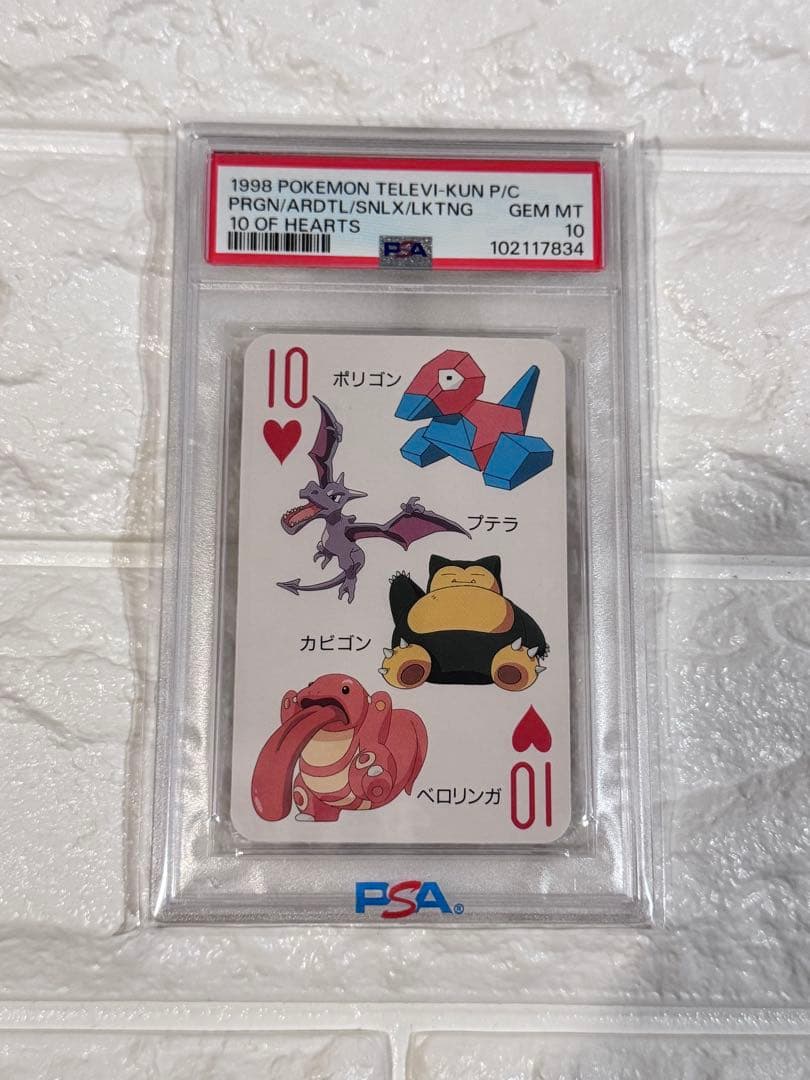 1998 POKEMON TELEVI-KUN P/C
PRGN/ARDTL/SNLX/LKTNG GEM MT
10 OF HEARTS 10
PSA 102117834
10
ポリゴン
プテラ
カビゴン
ベロリンガ
10
PSA®